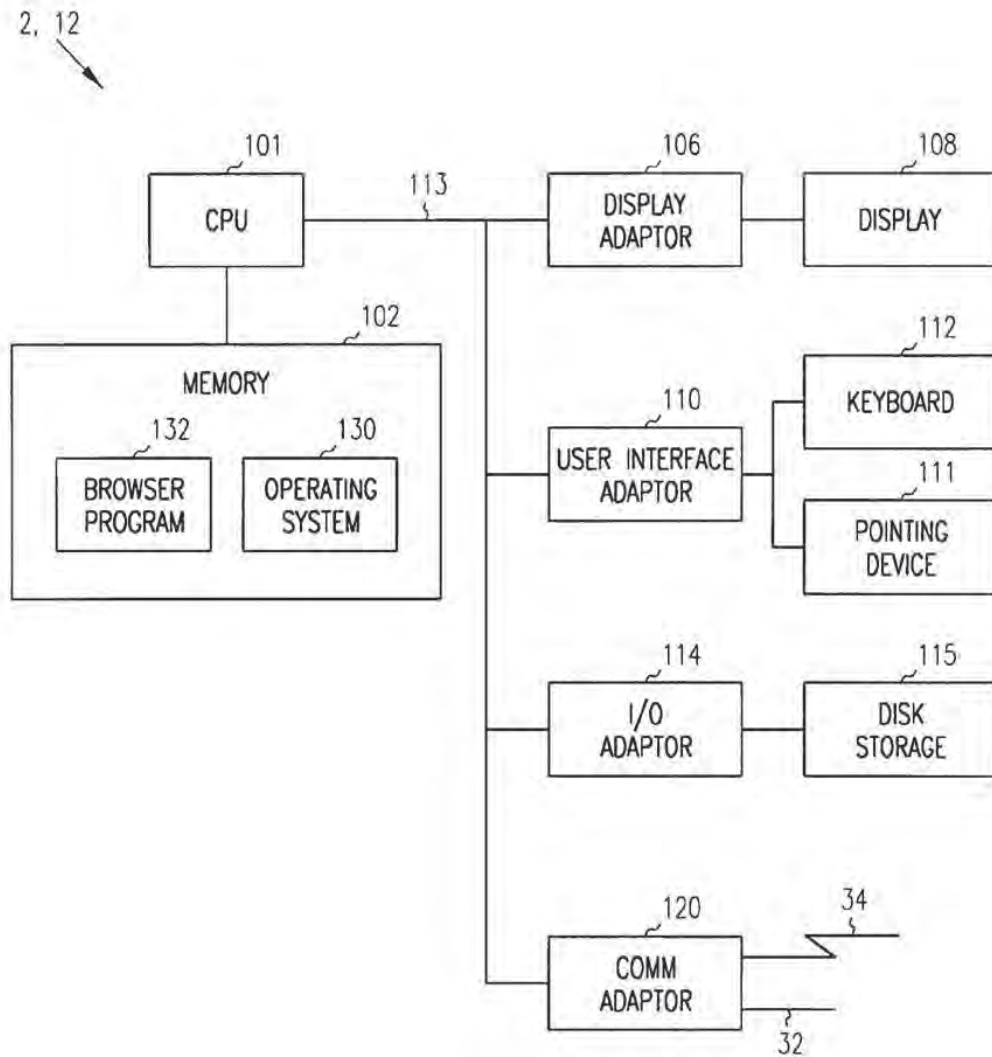 2, 12
101
CPU
113
106
DISPLAY
ADAPTOR
108
DISPLAY
102
MEMORY
132
BROWSER
PROGRAM
130
OPERATING
SYSTEM
110
USER INTERFACE
ADAPTOR
112
KEYBOARD
111
POINTING
DEVICE
114
I/O
ADAPTOR
115
DISK
STORAGE
120
COMM
ADAPTOR
34
32